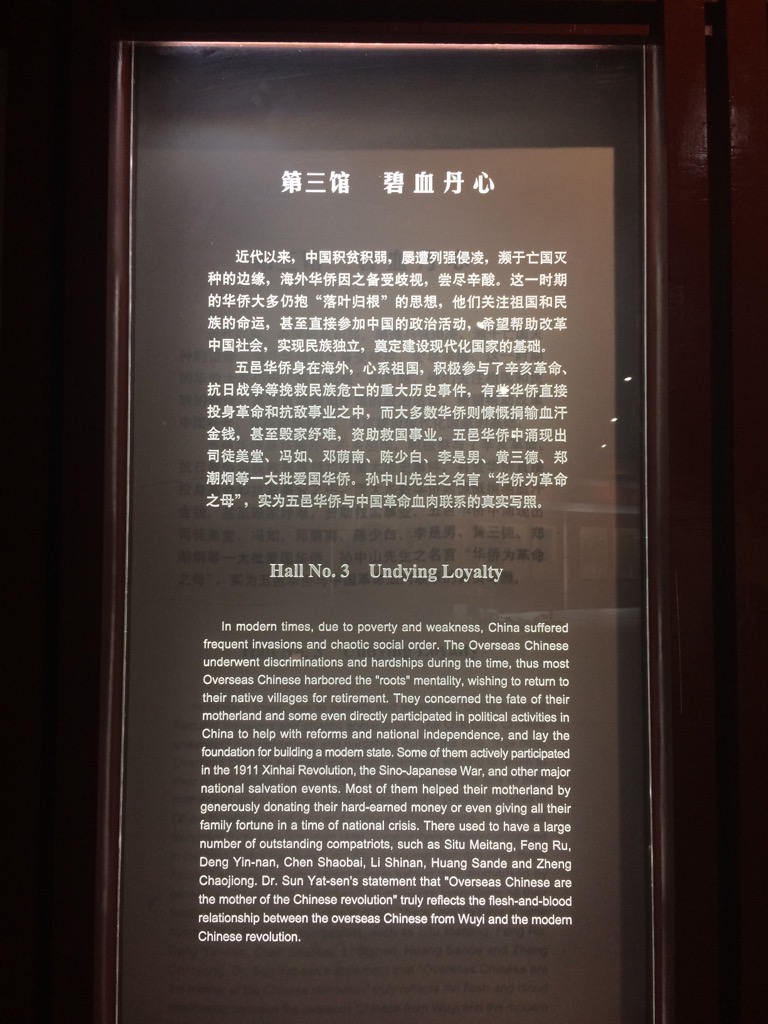 第三馆 碧血丹心
近代以来，中国积贫积弱，屡遭列强侵凌，濒于亡国灭
种的边缘，海外华侨因之备受歧视，尝尽辛酸。这一时期
的华侨大多仍抱“落叶归根”的思想，他们关注祖国和民
族的命运，甚至直接参加中国的政治活动，希望帮助改革
中国社会，实现民族独立，奠定建设现代化国家的基础。
五邑华侨身在海外，心系祖国，积极参与了辛亥革命、
抗日战争等挽救民族危亡的重大历史事件，有些华侨直接
投身革命和抗敌事业之中，而大多数华侨则慷慨捐输血汗
金钱，甚至毁家纾难，资助救国事业。五邑华侨中涌现出
司徒美堂、冯如、邓荫南、陈少白、李是男、黄三德、郑
潮炯等一大批爱国华侨。孙中山先生之名言“华侨为革命
之母”，实为五邑华侨与中国革命血肉联系的真实写照。
Hall No. 3 Undying Loyalty
In modern times, due to poverty and weakness, China suffered
frequent invasions and chaotic social order. The Overseas Chinese
underwent discriminations and hardships during the time, thus most
Overseas Chinese harbored the "roots" mentality, wishing to return to
their native villages for retirement. They concerned the fate of their
motherland and some even directly participated in political activities in
China to help with reforms and national independence, and lay the
foundation for building a modern state. Some of them actively participated
in the 1911 Xinhai Revolution, the Sino-Japanese War, and other major
national salvation events. Most of them helped their motherland by
generously donating their hard-earned money or even giving all their
family fortune in a time of national crisis. There used to have a large
number of outstanding compatriots, such as Situ Meitang, Feng Ru,
Deng Yin-nan, Chen Shaobai, Li Shinan, Huang Sande and Zheng
Chaojiong. Dr. Sun Yat-sen's statement that "Overseas Chinese are
the mother of the Chinese revolution" truly reflects the flesh-and-blood
relationship between the overseas Chinese from Wuyi and the modern
Chinese revolution.